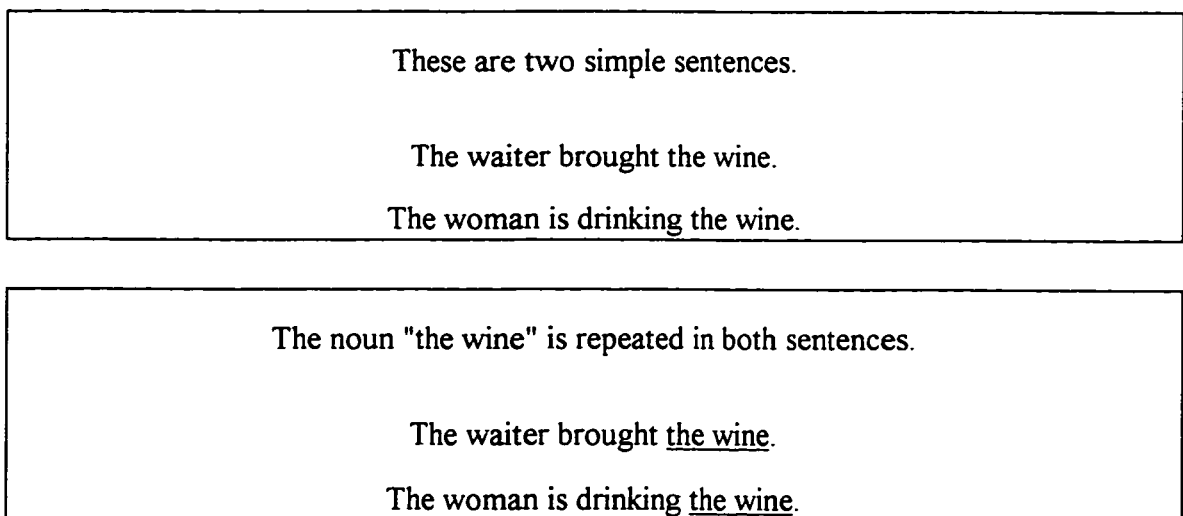 These are two simple sentences.
The waiter brought the wine.
The woman is drinking the wine.
The noun "the wine" is repeated in both sentences.
The waiter brought the wine.
The woman is drinking the wine.